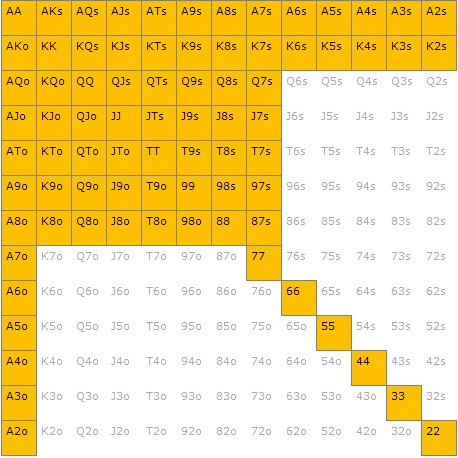 AA AKs AQs AJs ATs A9s A8s A7s A6s A5s A4s A3s A2s
AKo KK KQs KJs KTs K9s K8s K7s K6s K5s K4s K3s K2s
AQo KQo QQ QJs QTs Q9s Q8s Q7s Q6s Q5s Q4s Q3s Q2s
AJo KJo QJo JJ JTs J9s J8s J7s J6s J5s J4s J3s J2s
ATo KTo QTo JTo TT T9s T8s T7s T6s T5s T4s T3s T2s
A9o K9o Q9o J9o T9o 99 98s 97s 96s 95s 94s 93s 92s
A8o K8o Q8o J8o T8o 98o 88 87s 86s 85s 84s 83s 82s
A7o K7o Q7o J7o T7o 97o 87o 77 76s 75s 74s 73s 72s
A6o K6o Q6o J6o T6o 96o 86o 76o 66 65s 64s 63s 62s
A5o K5o Q5o J5o T5o 95o 85o 75o 65o 55 54s 53s 52s
A4o K4o Q4o J4o T4o 94o 84o 74o 64o 54o 44 43s 42s
A3o K3o Q3o J3o T3o 93o 83o 73o 63o 53o 43o 33 32s
A2o K2o Q2o J2o T2o 92o 82o 72o 62o 52o 42o 32o 22